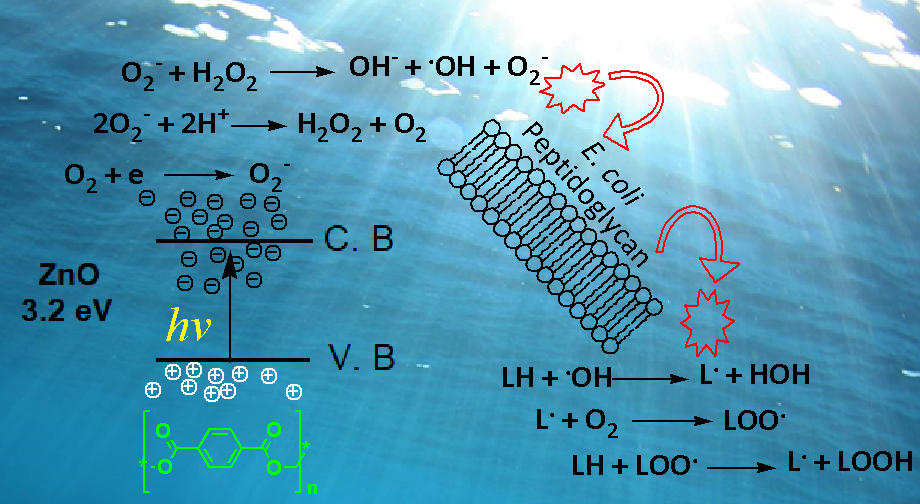 O₂⁻ + H₂O₂ ⟶ OH⁻ + ·OH + O₂⁻
2O₂⁻ + 2H⁺ ⟶ H₂O₂ + O₂
O₂ + e ⟶ O₂⁻
C. B
ZnO
3.2 eV
hν
V. B
O
O
* -O
O
*
n
E. coli
Peptidoglycan
LH + ·OH ⟶ L· + HOH
L· + O₂ ⟶ LOO·
LH + LOO· ⟶ L· + LOOH